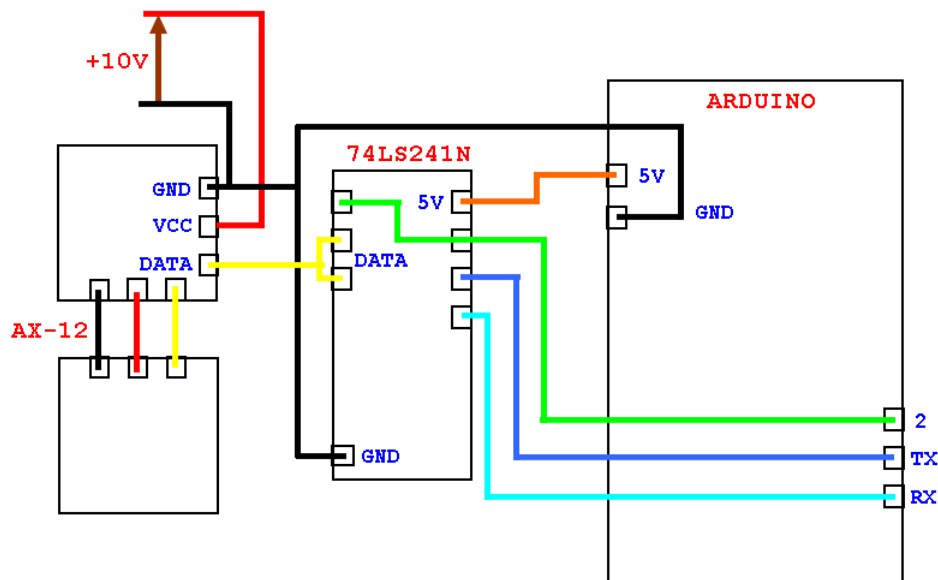 +10V
ARDUINO
74LS241N
GND
VCC
DATA
5V
DATA
GND
5V
GND
AX-12
2
TX
RX